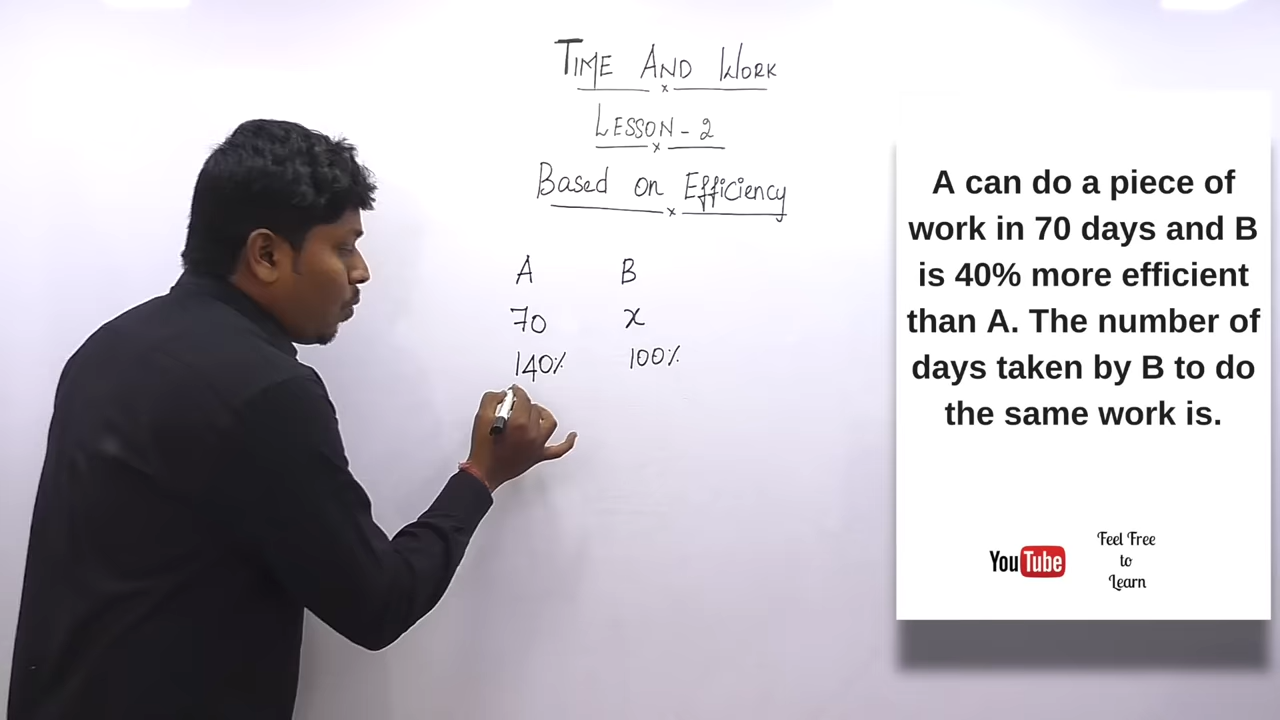 TIME AND WORK
LESSON - 2
Based on Efficiency
A B
70 x
140% 100%
A can do a piece of
work in 70 days and B
is 40% more efficient
than A. The number of
days taken by B to do
the same work is.
YouTube
Feel Free
to
Learn